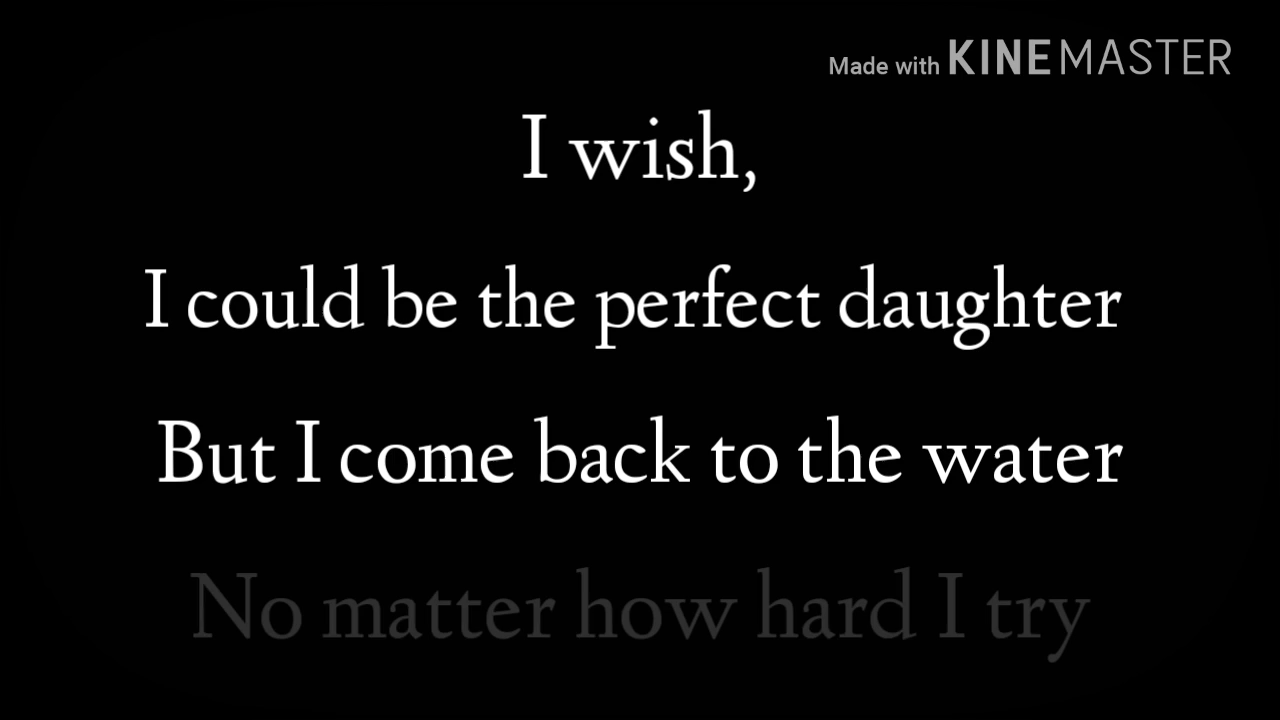 Made with KINEMASTER
I wish,
I could be the perfect daughter
But I come back to the water
No matter how hard I try